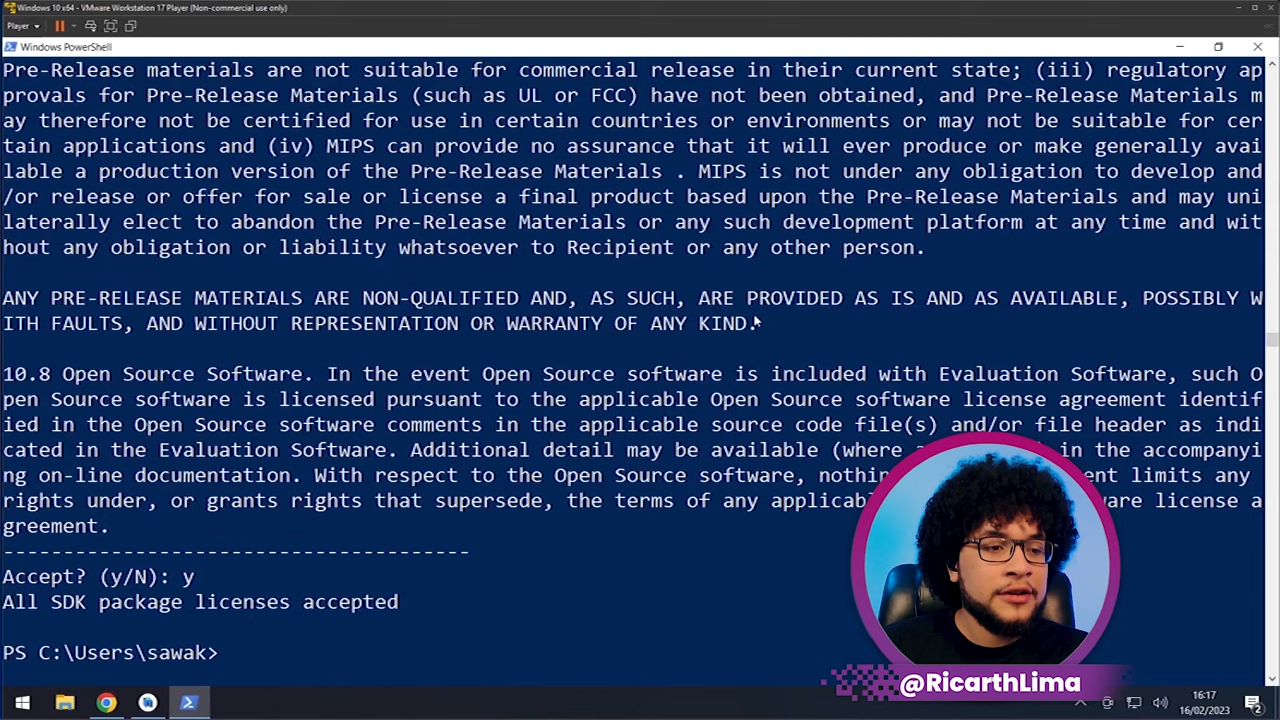 Windows 10 x64 - VMware Workstation 17 Player (Non-commercial use only)
Player
Windows PowerShell
Pre-Release materials are not suitable for commercial release in their current state; (iii) regulatory ap
provals for Pre-Release Materials (such as UL or FCC) have not been obtained, and Pre-Release Materials m
ay therefore not be certified for use in certain countries or environments or may not be suitable for cer
tain applications and (iv) MIPS can provide no assurance that it will ever produce or make generally avai
lable a production version of the Pre-Release Materials . MIPS is not under any obligation to develop and
/or release or offer for sale or license a final product based upon the Pre-Release Materials and may uni
laterally elect to abandon the Pre-Release Materials or any such development platform at any time and wit
hout any obligation or liability whatsoever to Recipient or any other person.
ANY PRE-RELEASE MATERIALS ARE NON-QUALIFIED AND, AS SUCH, ARE PROVIDED AS IS AND AS AVAILABLE, POSSIBLY W
ITH FAULTS, AND WITHOUT REPRESENTATION OR WARRANTY OF ANY KIND.
10.8 Open Source Software. In the event Open Source software is included with Evaluation Software, such O
pen Source software is licensed pursuant to the applicable Open Source software license agreement identif
ied in the Open Source software comments in the applicable source code file(s) and/or file header as indi
cated in the Evaluation Software. Additional detail may be available (where in the accompanyi
ng on-line documentation. With respect to the Open Source software, limits any
rights under, or grants rights that supersede, the terms of any license a
greement.
---------------------------------------
Accept? (y/N): y
All SDK package licenses accepted
PS C:\Users\sawak>
@RicarthLima
16:17
16/02/2023
2